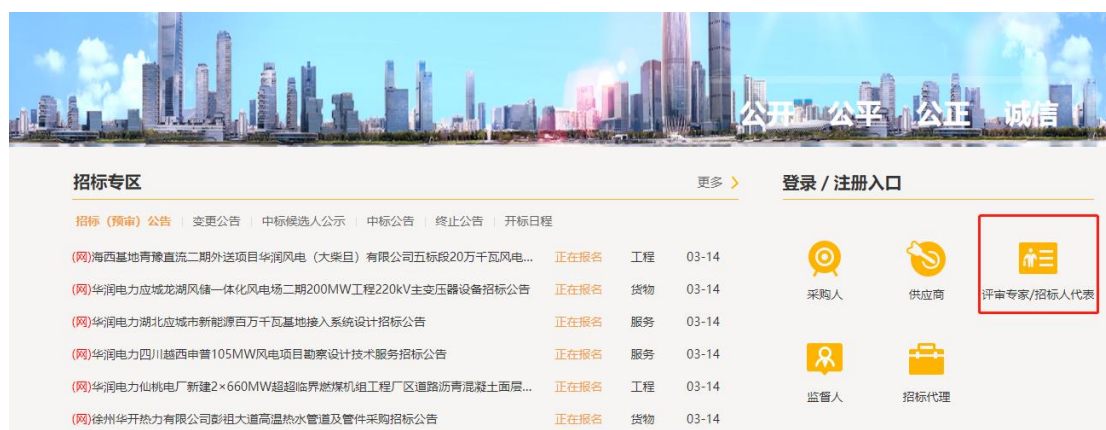 公开 公平 公正 诚信
招标专区 更多 >
登录 / 注册入口
招标（预审）公告 | 变更公告 | 中标候选人公示 | 中标公告 | 终止公告 | 开标日程
(网)海西基地青豫直流二期外送项目华润风电（大柴旦）有限公司五标段20万千瓦风电... 正在报名 工程 03-14
(网)华润电力应城龙湖风储一体化风电场二期200MW工程220kV主变压器设备招标公告 正在报名 货物 03-14
(网)华润电力湖北应城市新能源百万千瓦基地接入系统设计招标公告 正在报名 服务 03-14
(网)华润电力四川越西申普105MW风电项目勘察设计技术服务招标公告 正在报名 服务 03-14
(网)华润电力仙桃电厂新建2×660MW超超临界燃煤机组工程厂区道路沥青混凝土面层... 正在报名 工程 03-14
(网)徐州华开热力有限公司彭祖大道高温热水管道及管件采购招标公告 正在报名 货物 03-14
采购人 供应商 评审专家/招标人代表
监督人 招标代理